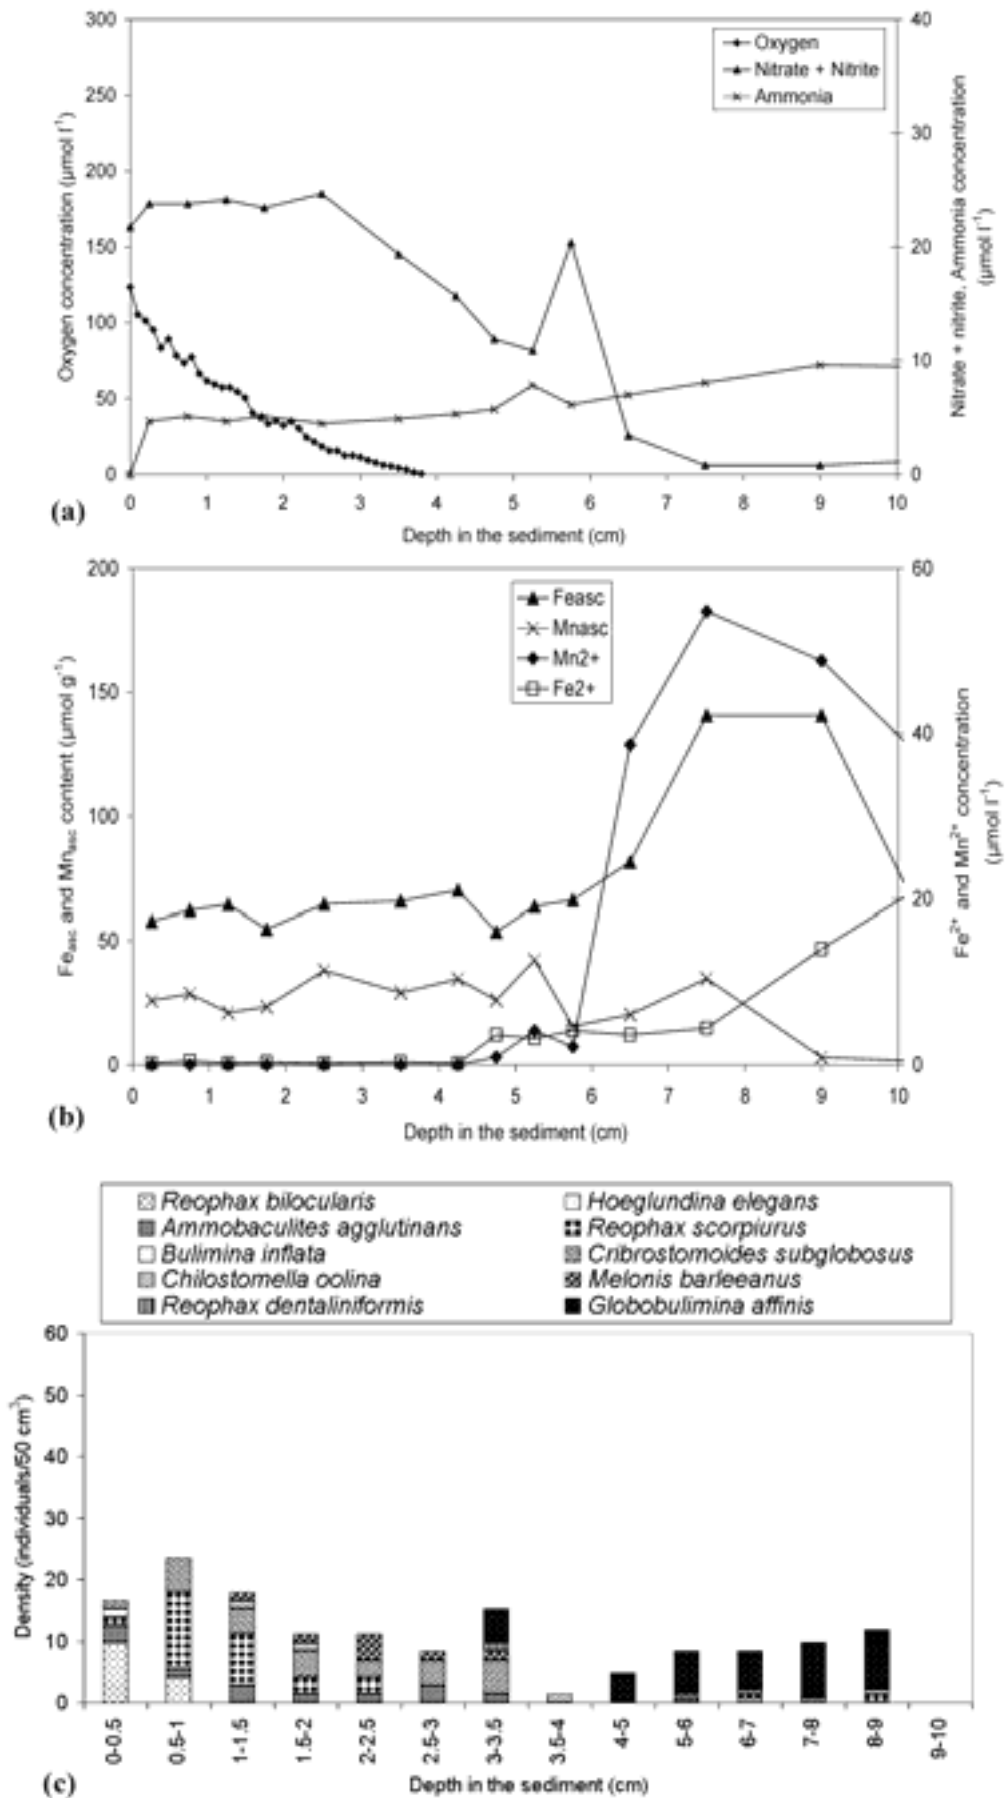 300
250
200
150
100
50
0
Oxygen concentration (µmol l⁻¹)
Oxygen
Nitrate + Nitrite
Ammonia
40
30
20
10
0
Nitrate + nitrite, Ammonia concentration
(µmol l⁻¹)
0 1 2 3 4 5 6 7 8 9 10
(a)
Depth in the sediment (cm)
200
150
100
50
0
Feasc and Mnasc content (µmol g⁻¹)
Feasc
Mnasc
Mn2+
Fe2+
60
40
20
0
Fe²⁺ and Mn²⁺ concentration
(µmol l⁻¹)
0 1 2 3 4 5 6 7 8 9 10
(b)
Depth in the sediment (cm)
Reophax bilocularis Hoeglundina elegans
Ammobaculites agglutinans Reophax scorpiurus
Bulimina inflata Cribrostomoides subglobosus
Chilostomella oolina Melonis barleeanus
Reophax dentaliniformis Globobulimina affinis
60
50
40
30
20
10
0
Density (individuals/50 cm³)
0-0.5 0.5-1 1-1.5 1.5-2 2-2.5 2.5-3 3-3.5 3.5-4 4-5 5-6 6-7 7-8 8-9 9-10
(c)
Depth in the sediment (cm)